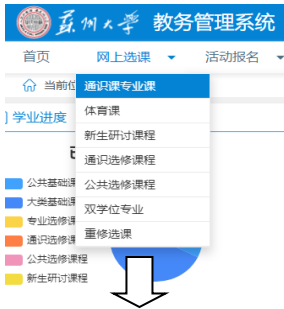 苏州大学 教务管理系统
首页 网上选课 活动报名
当前位
通识课专业课
体育课
学业进度
新生研讨课程
通识选修课程
公共选修课程
双学位专业
重修选课
公共基础课
大类基础课
专业选修课
通识选修课
公共选修课程
新生研讨课程